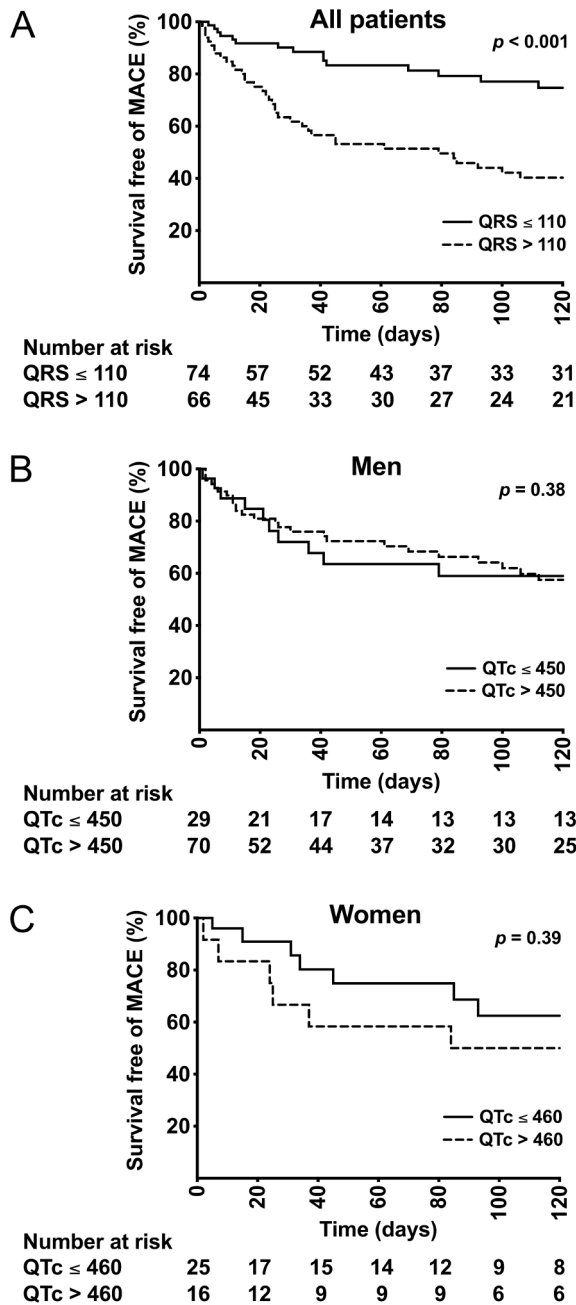 A
All patients
p < 0.001
Survival free of MACE (%)
100
80
60
40
20
QRS ≤ 110
QRS > 110
0 20 40 60 80 100 120
Time (days)
Number at risk
QRS ≤ 110 74 57 52 43 37 33 31
QRS > 110 66 45 33 30 27 24 21
B
Men
p = 0.38
Survival free of MACE (%)
100
80
60
40
20
QTc ≤ 450
QTc > 450
0 20 40 60 80 100 120
Time (days)
Number at risk
QTc ≤ 450 29 21 17 14 13 13 13
QTc > 450 70 52 44 37 32 30 25
C
Women
p = 0.39
Survival free of MACE (%)
100
80
60
40
20
QTc ≤ 460
QTc > 460
0 20 40 60 80 100 120
Time (days)
Number at risk
QTc ≤ 460 25 17 15 14 12 9 8
QTc > 460 16 12 9 9 9 6 6